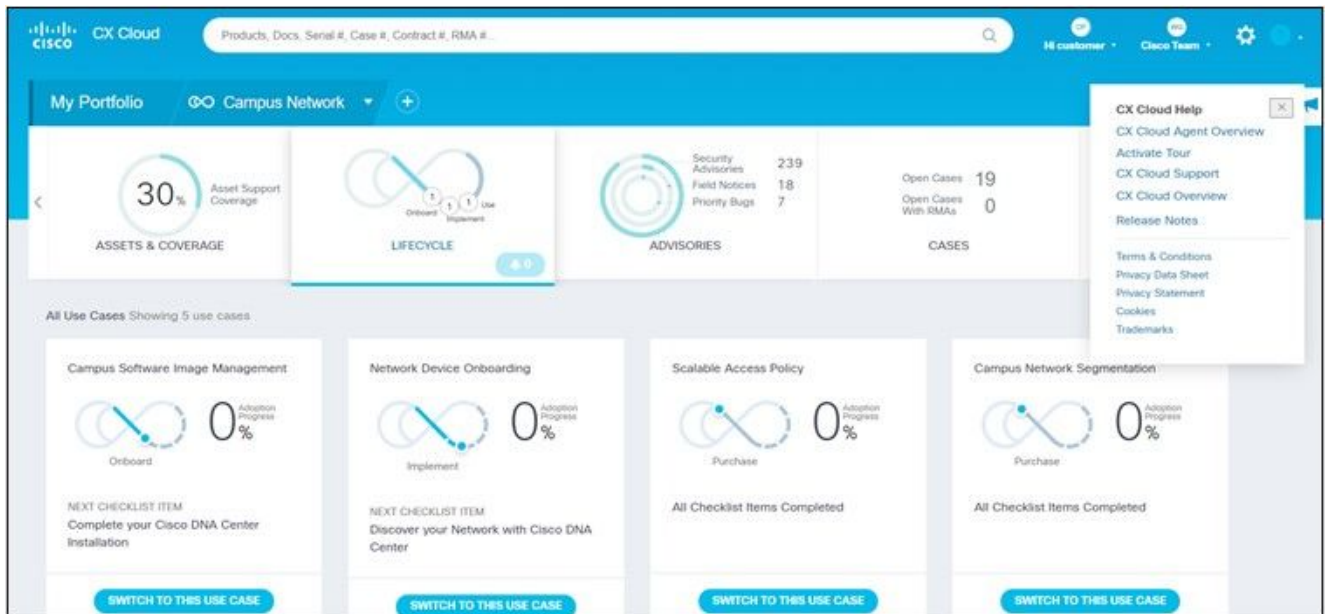 CISCO
CX Cloud
Products, Docs, Serial #, Case #, Contract #, RMA #...
Hi customer
Cisco Team
My Portfolio
Campus Network
30%
Asset Support
Coverage
ASSETS & COVERAGE
1 1 1
Onboard
Implement
Use
LIFECYCLE
0
Security
Advisories 239
Field Notices 18
Priority Bugs 7
ADVISORIES
Open Cases 19
Open Cases
With RMAs 0
CASES
CX Cloud Help
CX Cloud Agent Overview
Activate Tour
CX Cloud Support
CX Cloud Overview
Release Notes
Terms & Conditions
Privacy Data Sheet
Privacy Statement
Cookies
Trademarks
All Use Cases Showing 5 use cases
Campus Software Image Management
0%
Adoption
Progress
Onboard
NEXT CHECKLIST ITEM
Complete your Cisco DNA Center
Installation
SWITCH TO THIS USE CASE
Network Device Onboarding
0%
Adoption
Progress
Implement
NEXT CHECKLIST ITEM
Discover your Network with Cisco DNA
Center
SWITCH TO THIS USE CASE
Scalable Access Policy
0%
Adoption
Progress
Purchase
All Checklist Items Completed
SWITCH TO THIS USE CASE
Campus Network Segmentation
0%
Adoption
Progress
Purchase
All Checklist Items Completed
SWITCH TO THIS USE CASE